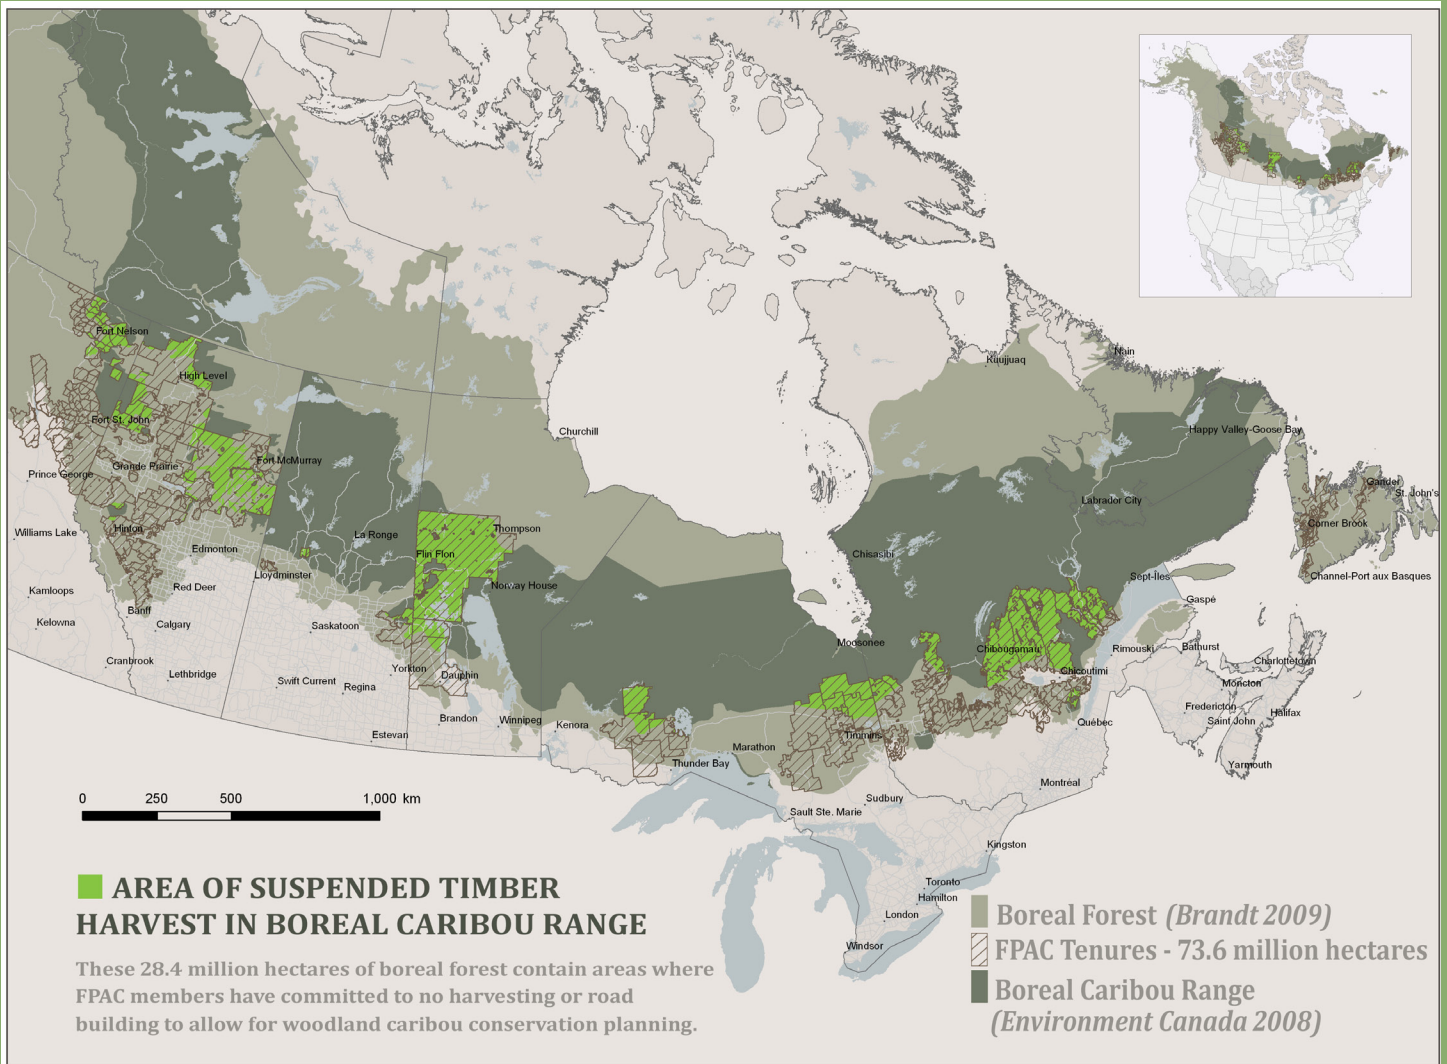 Fort Nelson
High Level
Fort St. John
Fort McMurray
Grande Prairie
Prince George
Hinton
Williams Lake
Edmonton
La Ronge
Flin Flon
Thompson
Lloydminster
Norway House
Red Deer
Kamloops
Banff
Kelowna
Calgary
Saskatoon
Cranbrook
Lethbridge
Swift Current
Regina
Yorkton
Dauphin
Brandon
Winnipeg
Estevan
Kenora
Churchill
Kuujjuaq
Nain
Happy Valley-Goose Bay
Labrador City
Chisasibi
Gander
St. John's
Corner Brook
Channel-Port aux Basques
Sept-Îles
Gaspé
Moosonee
Chibougamau
Chicoutimi
Rimouski
Bathurst
Charlottetown
Moncton
Fredericton
Saint John
Halifax
Yarmouth
Québec
Montréal
Timmins
Marathon
Thunder Bay
Sault Ste. Marie
Sudbury
Kingston
Toronto
Hamilton
London
Windsor
0 250 500 1,000 km
AREA OF SUSPENDED TIMBER
HARVEST IN BOREAL CARIBOU RANGE
These 28.4 million hectares of boreal forest contain areas where
FPAC members have committed to no harvesting or road
building to allow for woodland caribou conservation planning.
Boreal Forest (Brandt 2009)
FPAC Tenures - 73.6 million hectares
Boreal Caribou Range
(Environment Canada 2008)